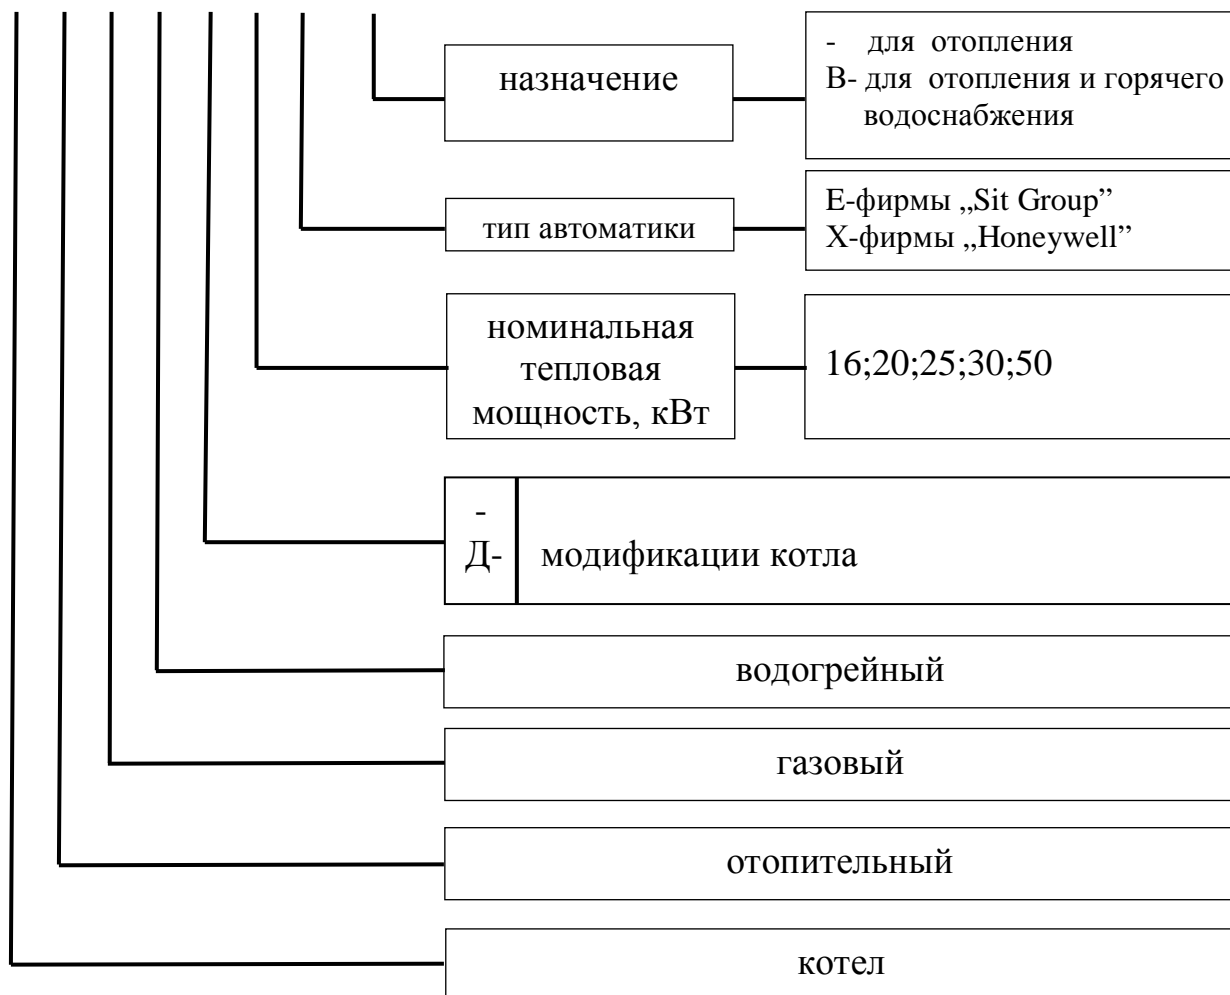 назначение
- для отопления
В- для отопления и горячего
водоснабжения
тип автоматики
Е-фирмы „Sit Group”
Х-фирмы „Honeywell”
номинальная
тепловая
мощность, кВт
16;20;25;30;50
-
Д-
модификации котла
водогрейный
газовый
отопительный
котел